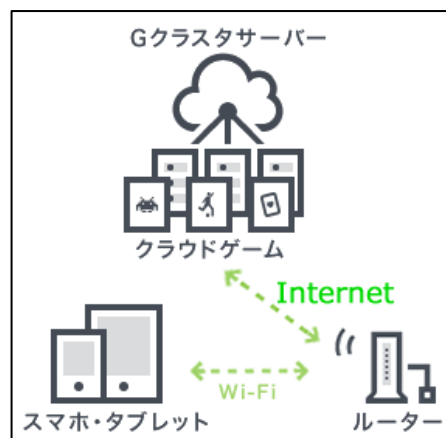 Gクラスタサーバー
クラウドゲーム
Internet
Wi-Fi
スマホ・タブレット
ルーター